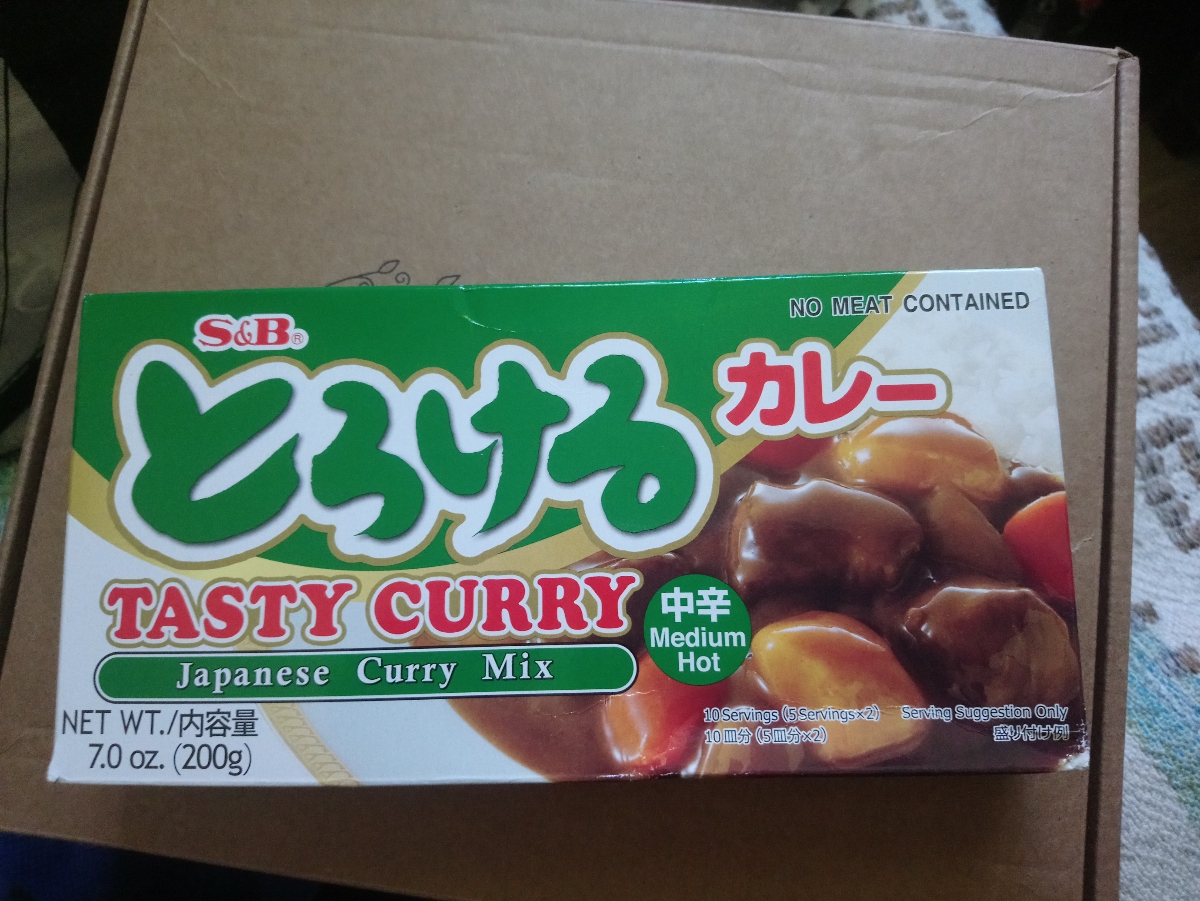 NO MEAT CONTAINED
S&B®
とろける
カレー
TASTY CURRY
Japanese Curry Mix
中辛
Medium
Hot
NET WT./内容量
7.0 oz. (200g)
10 Servings (5 Servings×2)
10皿分 (5皿分×2)
Serving Suggestion Only
盛り付け例